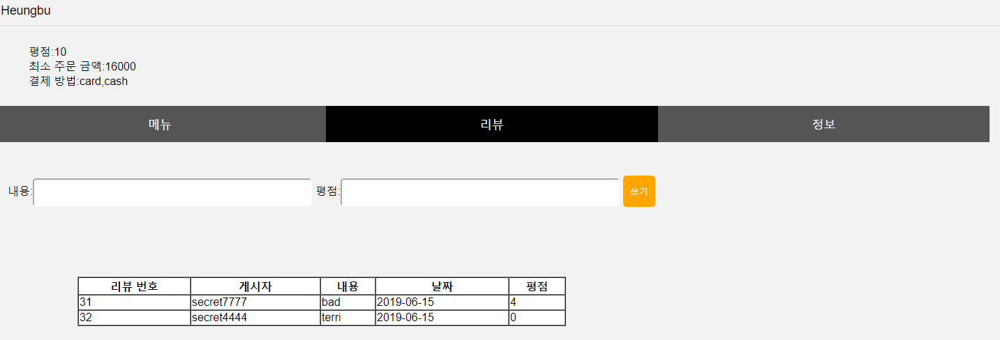 Heungbu
평점:10
최소 주문 금액:16000
결제 방법:card,cash
메뉴 리뷰 정보
내용: 평점: 쓰기
리뷰 번호 게시자 내용 날짜 평점
31 secret7777 bad 2019-06-15 4
32 secret4444 terri 2019-06-15 0